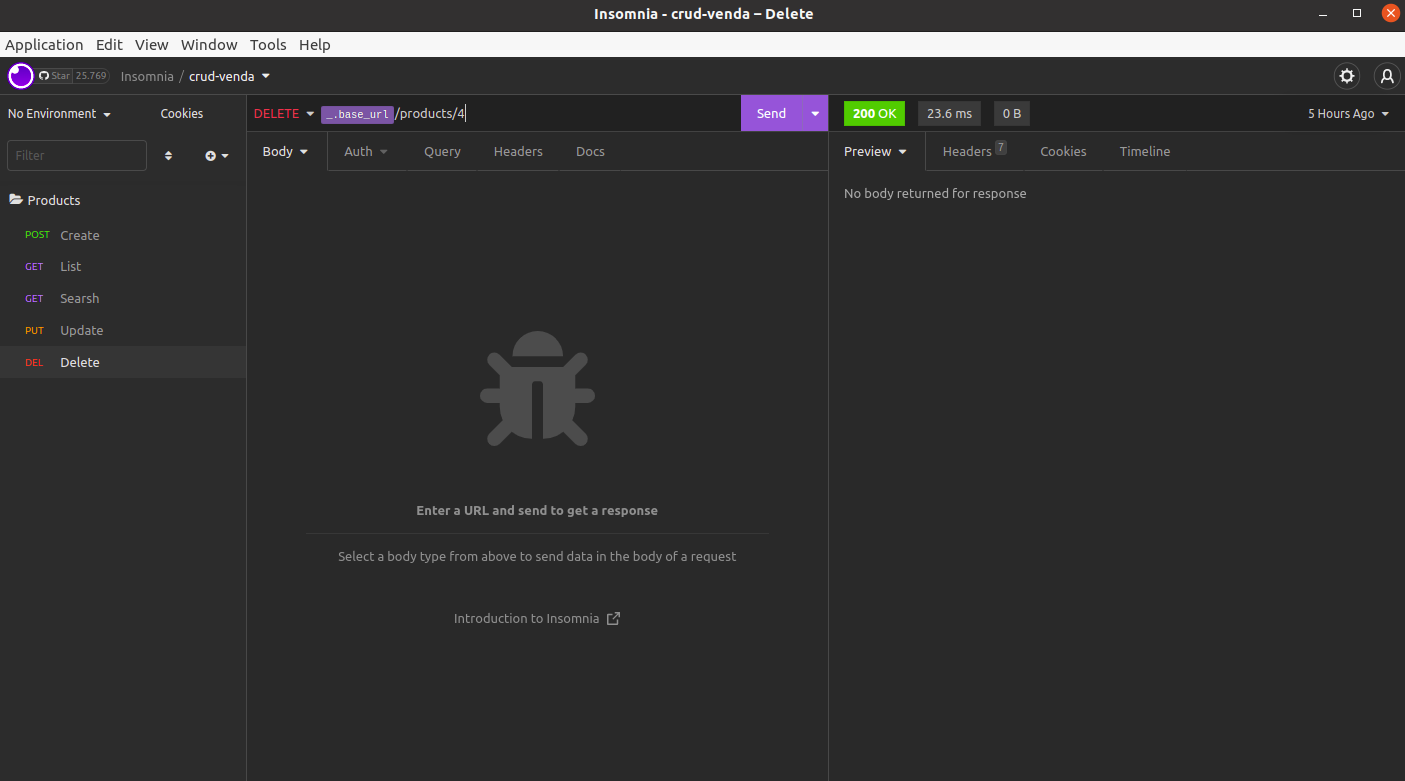 Insomnia - crud-venda – Delete
Application Edit View Window Tools Help
Star 25.769 Insomnia / crud-venda
No Environment Cookies
DELETE _.base_url/products/4 Send
200 OK 23.6 ms 0 B 5 Hours Ago
Filter
Body Auth Query Headers Docs
Preview Headers 7 Cookies Timeline
Products
POST Create
GET List
GET Searsh
PUT Update
DEL Delete
Enter a URL and send to get a response
Select a body type from above to send data in the body of a request
Introduction to Insomnia
No body returned for response